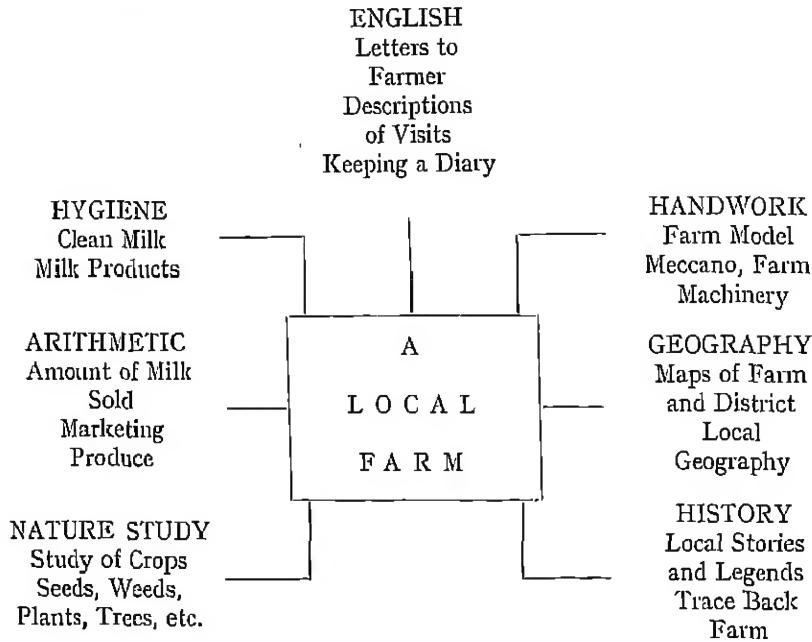 ENGLISH
Letters to
Farmer
Descriptions
of Visits
Keeping a Diary
HYGIENE
Clean Milk
Milk Products
HANDWORK
Farm Model
Meccano, Farm
Machinery
ARITHMETIC
Amount of Milk
Sold
Marketing
Produce
A
LOCAL
FARM
GEOGRAPHY
Maps of Farm
and District
Local
Geography
NATURE STUDY
Study of Crops
Seeds, Weeds,
Plants, Trees, etc.
HISTORY
Local Stories
and Legends
Trace Back
Farm